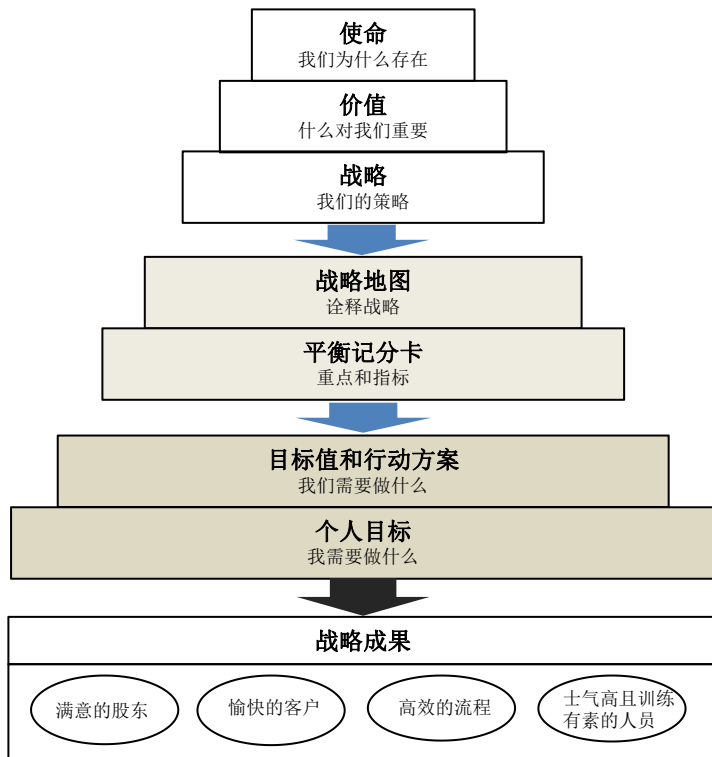 使命
我们为什么存在
价值
什么对我们重要
战略
我们的策略
战略地图
诠释战略
平衡记分卡
重点和指标
目标值和行动方案
我们需要做什么
个人目标
我需要做什么
战略成果
满意的股东
愉快的客户
高效的流程
士气高且训练
有素的人员